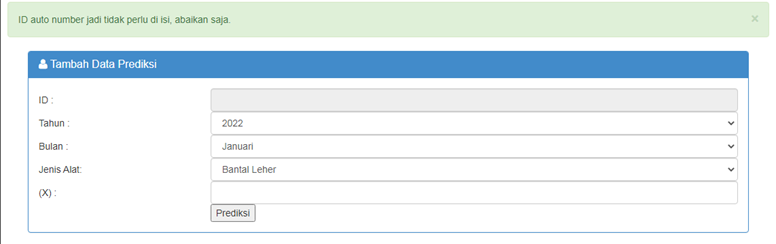 ID auto number jadi tidak perlu di isi, abaikan saja. ×
Tambah Data Prediksi
ID :
Tahun : 2022
Bulan : Januari
Jenis Alat: Bantal Leher
(X) :
Prediksi